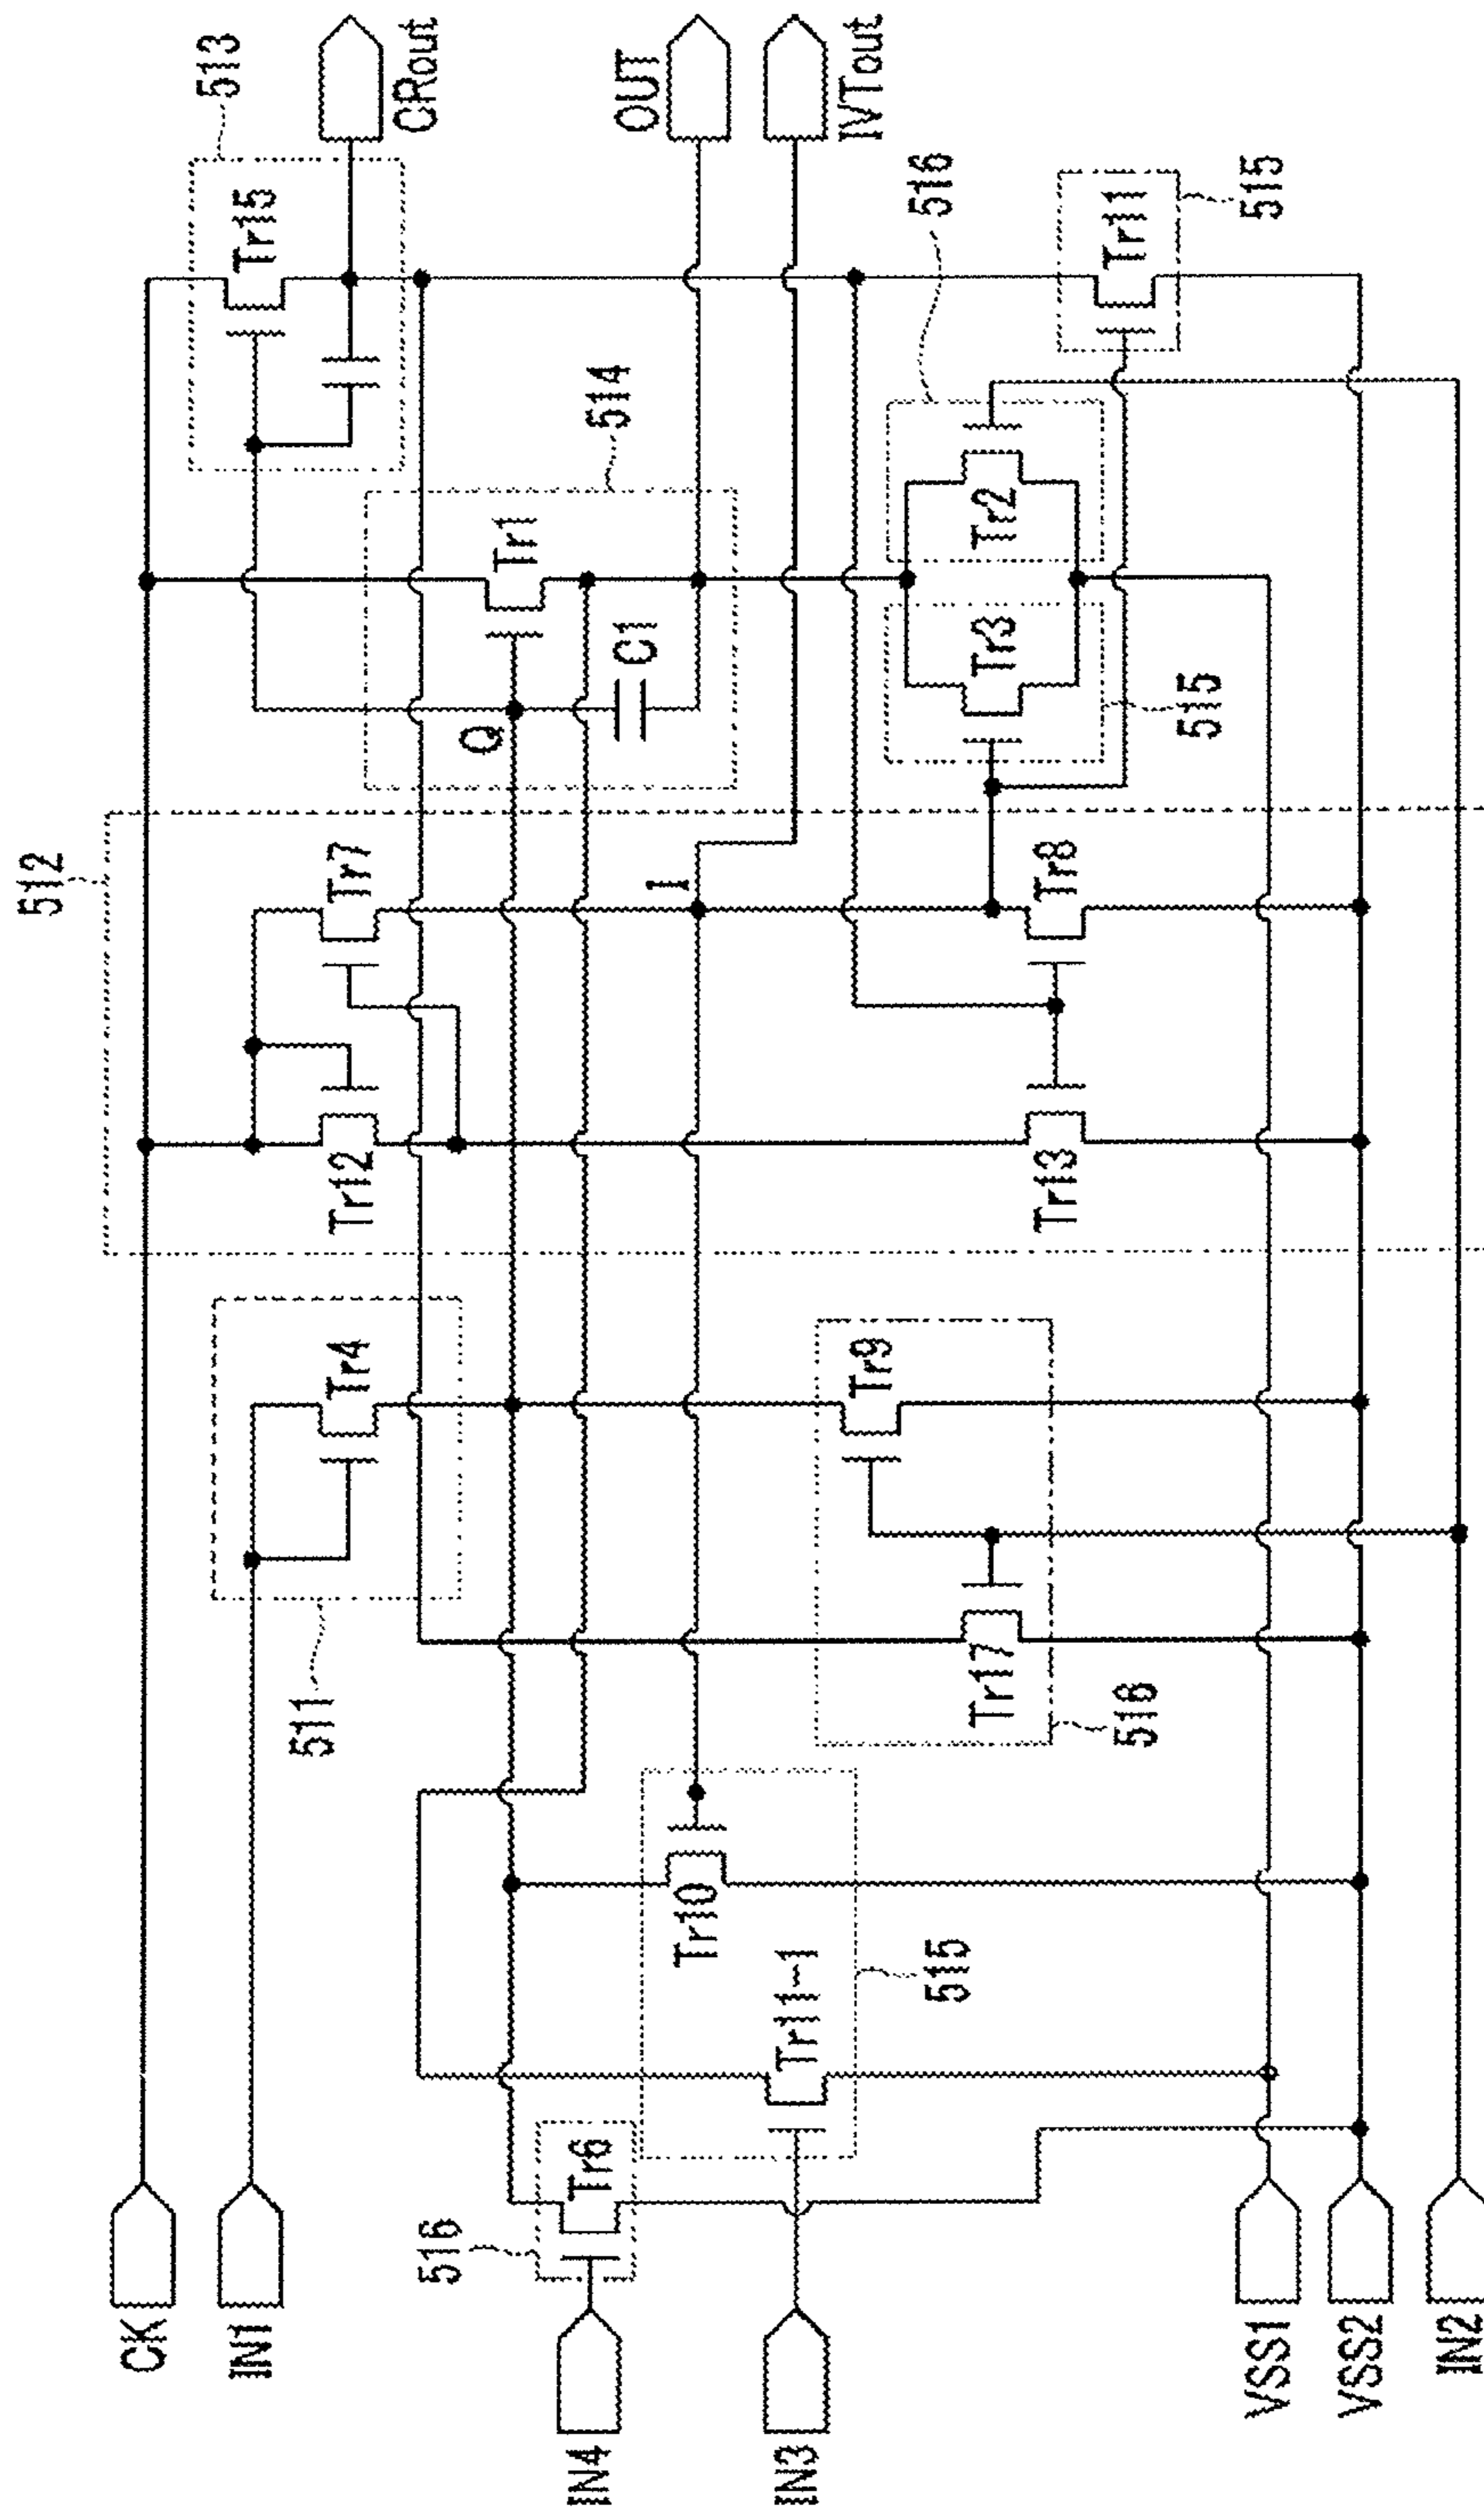 512
513
Tr15
CRout
514
Tr7
Tr1
Q
C1
OUT
I
IVTout
Tr12
516
Tr3
Tr2
515
Tr8
Tr11
515
Tr13
511
Tr4
Tr9
Tr17
518
Tr10
Tr11-1
515
516
Tr6
CK
IN1
IN4
IN3
VSS1
VSS2
IN2